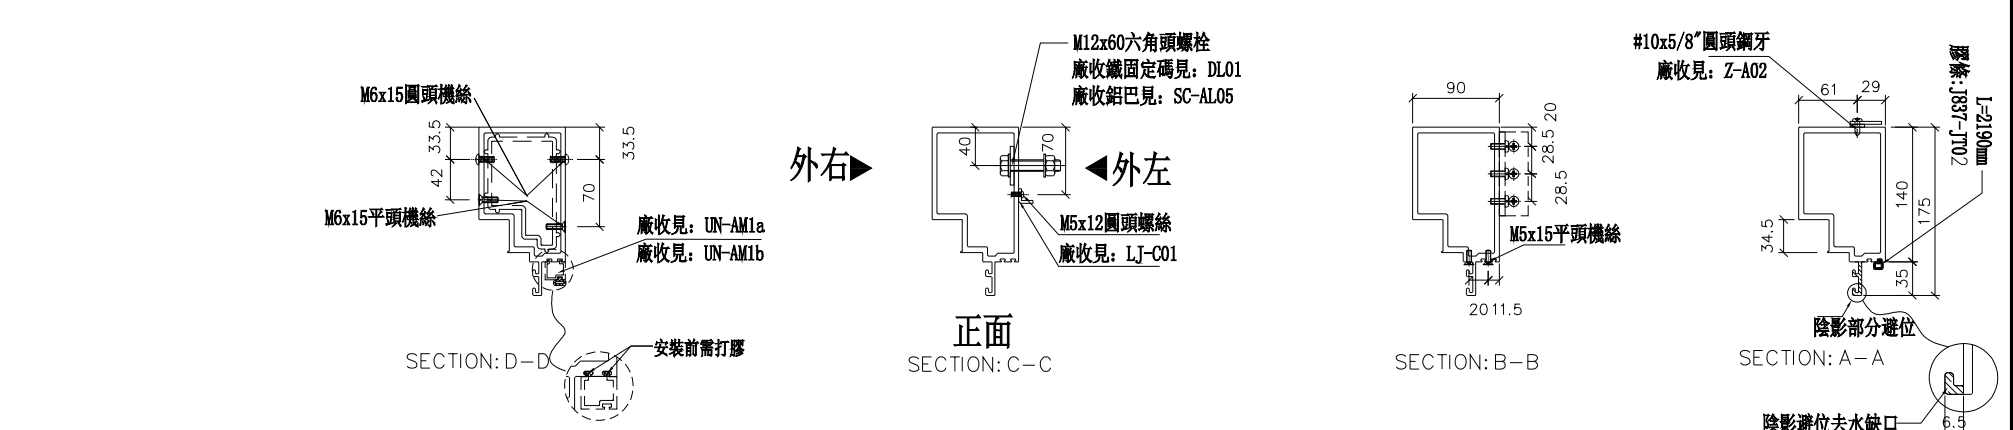 M6x15圓頭機絲
33.5
42
33.5
70
M6x15平頭機絲
廠收見: UN-AM1a
廠收見: UN-AM1b
安裝前需打膠
SECTION: D-D
外右
M12x60六角頭螺栓
廠收鐵固定碼見: DL01
廠收鋁巴見: SC-AL05
40
70
外左
M5x12圓頭螺絲
廠收見: LJ-C01
正面
SECTION: C-C
90
20
28.5
28.5
M5x15平頭機絲
20
11.5
SECTION: B-B
#10x5/8"圓頭鋼牙
廠收見: Z-A02
61
29
膠條: J837-JT02
L=2190mm
140
175
34.5
35
陰影部分避位
SECTION: A-A
陰影避位去水缺口
6.5